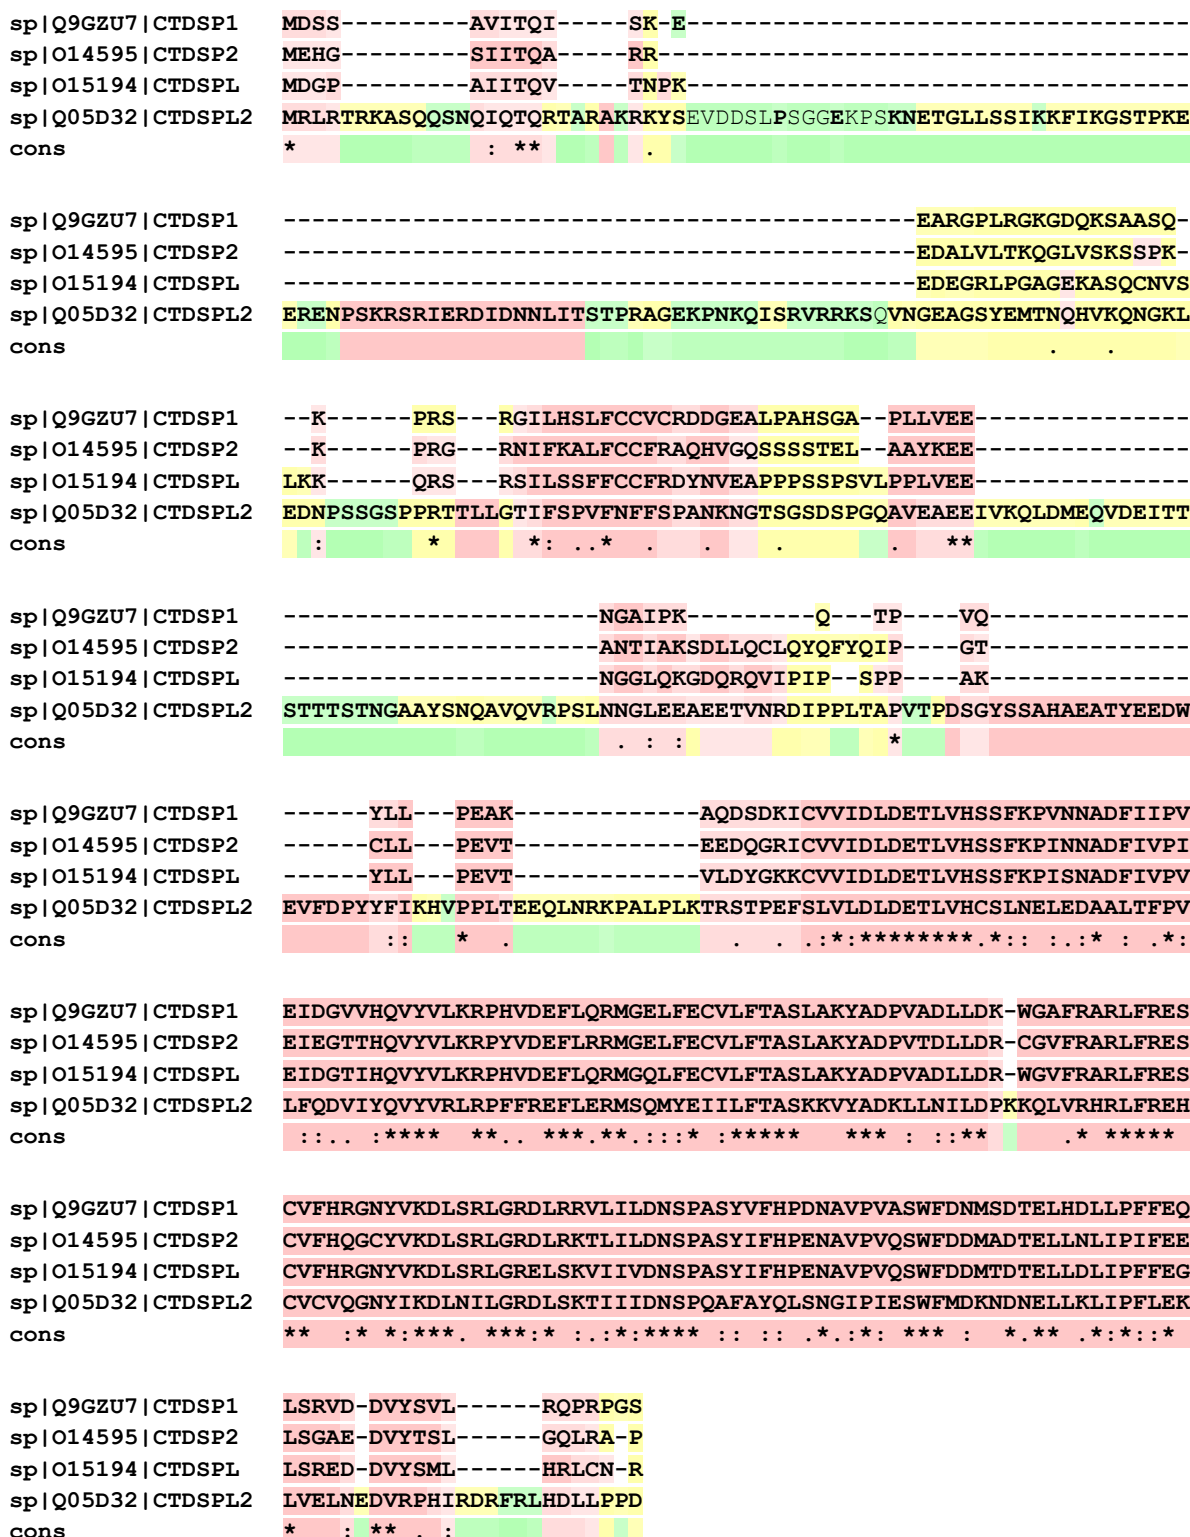 sp|Q9GZU7|CTDSP1   MDSS---------AVITQI-----SK-E-----------------------------------
sp|O14595|CTDSP2   MEHG---------SIITQA-----RR-------------------------------------
sp|O15194|CTDSPL   MDGP---------AIITQV-----TNPK-----------------------------------
sp|Q05D32|CTDSPL2  MRLRTRKASQQSNQIQTQRTARAKRKYSEVDDSLPSGGEKPSKNETGLLSSIKKFIKGSTPKE
cons               *             : **       .
sp|Q9GZU7|CTDSP1   --------------------------------------------EARGPLRGKGDQKSAASQ-
sp|O14595|CTDSP2   --------------------------------------------EDALVLTKQGLVSKSSPK-
sp|O15194|CTDSPL   --------------------------------------------EDEGRLPGAGEKASQCNVS
sp|Q05D32|CTDSPL2  ERENPSKRSRIERDIDNNLITSTPRAGEKPNKQISRVRRKSQVNGEAGSYEMTNQHVKQNGKL
cons                                                    .   .
sp|Q9GZU7|CTDSP1   --K------PRS---RGILHSLFCCVCRDDGEALPAHSGA--PLLVEE---------------
sp|O14595|CTDSP2   --K------PRG---RNIFKALFCCFRAQHVGQSSSSTEL--AAYKEE---------------
sp|O15194|CTDSPL   LKK------QRS---RSILSSFFCCFRDYNVEAPPPSSPSVLPPLVEE---------------
sp|Q05D32|CTDSPL2  EDNPSSGSPPRTTLLGTIFSPVFNFFSPANKNGTSGSDSPGQAVEAEEIVKQLDMEQVDEITT
cons                 :       *      *: ..*  .   .    .       .   **
sp|Q9GZU7|CTDSP1   ----------------------NGAIPK---------Q---TP----VQ--------------
sp|O14595|CTDSP2   ----------------------ANTIAKSDLLQCLQYQFYQIP----GT--------------
sp|O15194|CTDSPL   ----------------------NGGLQKGDQRQVIPIP--SPP----AK--------------
sp|Q05D32|CTDSPL2  STTTSTNGAAYSNQAVQVRPSLNNGLEEAEETVNRDIPPLTAPVTPDSGYSSAHAEATYEEDW
cons                                      . : :              *
sp|Q9GZU7|CTDSP1   ------YLL---PEAK-------------AQDSDKICVVIDLDETLVHSSFKPVNNADFIIPV
sp|O14595|CTDSP2   ------CLL---PEVT-------------EEDQGRICVVIDLDETLVHSSFKPINNADFIVPI
sp|O15194|CTDSPL   ------YLL---PEVT-------------VLDYGKKCVVIDLDETLVHSSFKPISNADFIVPV
sp|Q05D32|CTDSPL2  EVFDPYYFIKHVPPLTEEQLNRKPALPLKTRSTPEFSLVLDLDETLVHCSLNELEDAALTFPV
cons                      ::   *  .               .  . .:*:********.*:: :.:* : .*:
sp|Q9GZU7|CTDSP1   EIDGVVHQVYVLKRPHVDEFLQRMGELFECVLFTASLAKYADPVADLLDK-WGAFRARLFRES
sp|O14595|CTDSP2   EIEGTTHQVYVLKRPYVDEFLRRMGELFECVLFTASLAKYADPVTDLLDR-CGVFRARLFRES
sp|O15194|CTDSPL   EIDGTIHQVYVLKRPHVDEFLQRMGQLFECVLFTASLAKYADPVADLLDR-WGVFRARLFRES
sp|Q05D32|CTDSPL2  LFQDVIYQVYVRLRPFFREFLERMSQMYEIILFTASKKVYADKLLNILDPKKQLVRHRLFREH
cons                ::.. :****  **.. ***.**.:::* :*****   *** : ::**     .* *****
sp|Q9GZU7|CTDSP1   CVFHRGNYVKDLSRLGRDLRRVLILDNSPASYVFHPDNAVPVASWFDNMSDTELHDLLPFFEQ
sp|O14595|CTDSP2   CVFHQGCYVKDLSRLGRDLRKTLILDNSPASYIFHPENAVPVQSWFDDMADTELLNLIPIFEE
sp|O15194|CTDSPL   CVFHRGNYVKDLSRLGRELSKVIIVDNSPASYIFHPENAVPVQSWFDDMTDTELLDLIPFFEG
sp|Q05D32|CTDSPL2  CVCVQGNYIKDLNILGRDLSKTIIIDNSPQAFAYQLSNGIPIESWFMDKNDNELLKLIPFLEK
cons               **  :* *:***. ***:* :.:*:**** :: :: .*.:*: *** :  *.** .*:*::*
sp|Q9GZU7|CTDSP1   LSRVD-DVYSVL------RQPRPGS
sp|O14595|CTDSP2   LSGAE-DVYTSL------GQLRA-P
sp|O15194|CTDSPL   LSRED-DVYSML------HRLCN-R
sp|Q05D32|CTDSPL2  LVELNEDVRPHIRDRFRLHDLLPPD
cons               *   : ** . :